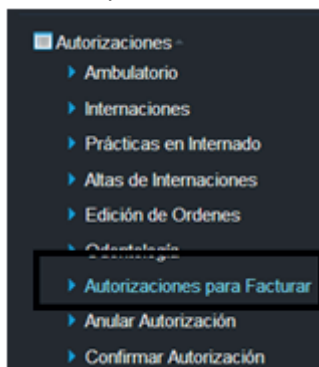 Autorizaciones
Ambulatorio
Internaciones
Prácticas en Internado
Altas de Internaciones
Edición de Ordenes
Odontología
Autorizaciones para Facturar
Anular Autorización
Confirmar Autorización